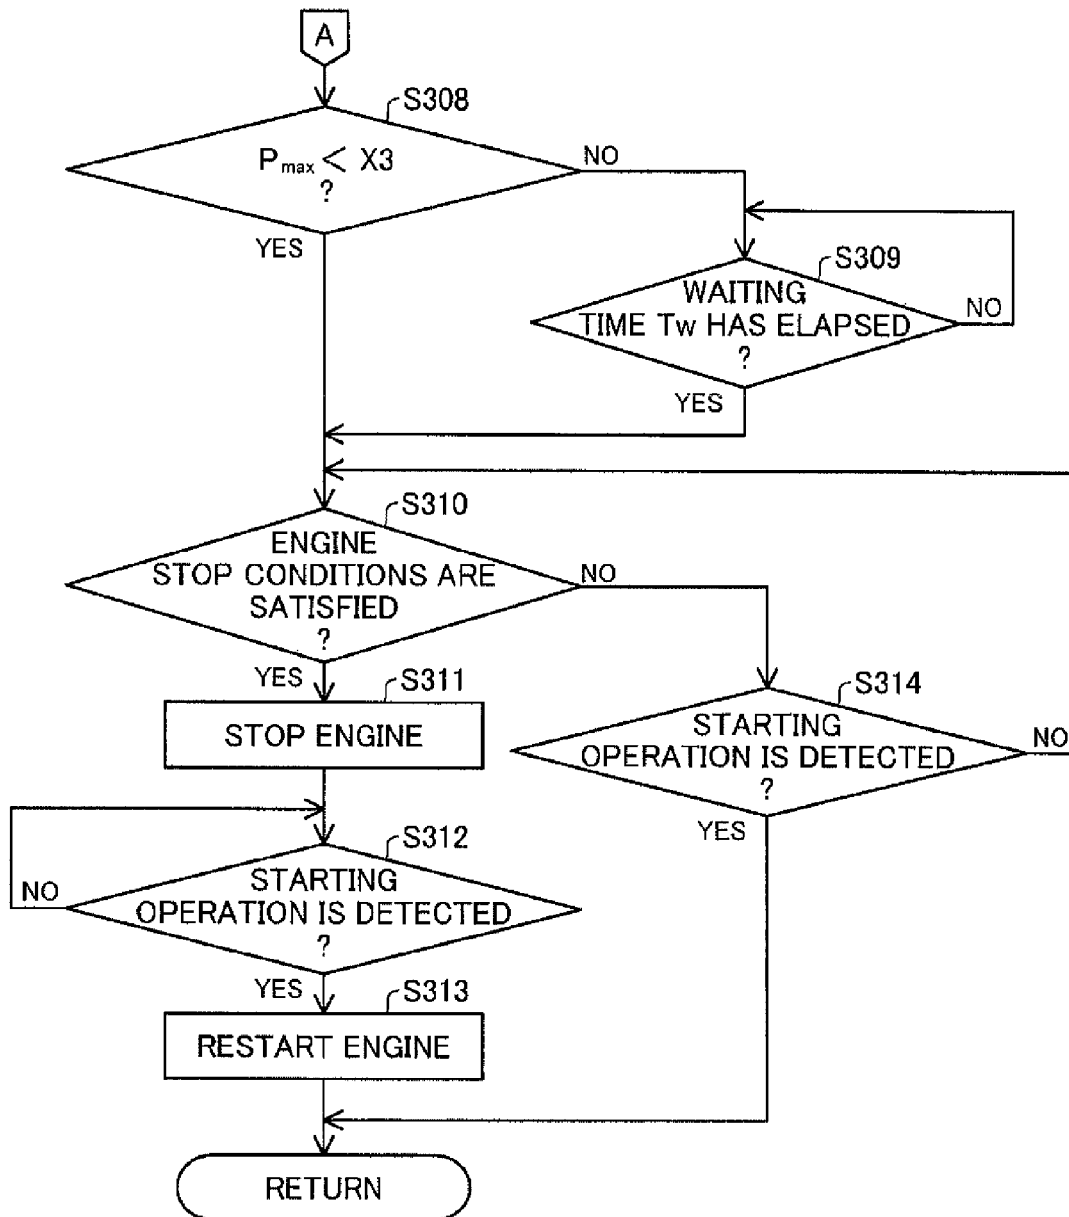 A
S308
Pmax < X3
?
NO
YES
S309
WAITING
TIME Tw HAS ELAPSED
?
NO
YES
S310
ENGINE
STOP CONDITIONS ARE
SATISFIED
?
NO
YES
S311
STOP ENGINE
S314
STARTING
OPERATION IS DETECTED
?
NO
YES
S312
STARTING
OPERATION IS DETECTED
?
NO
YES
S313
RESTART ENGINE
RETURN